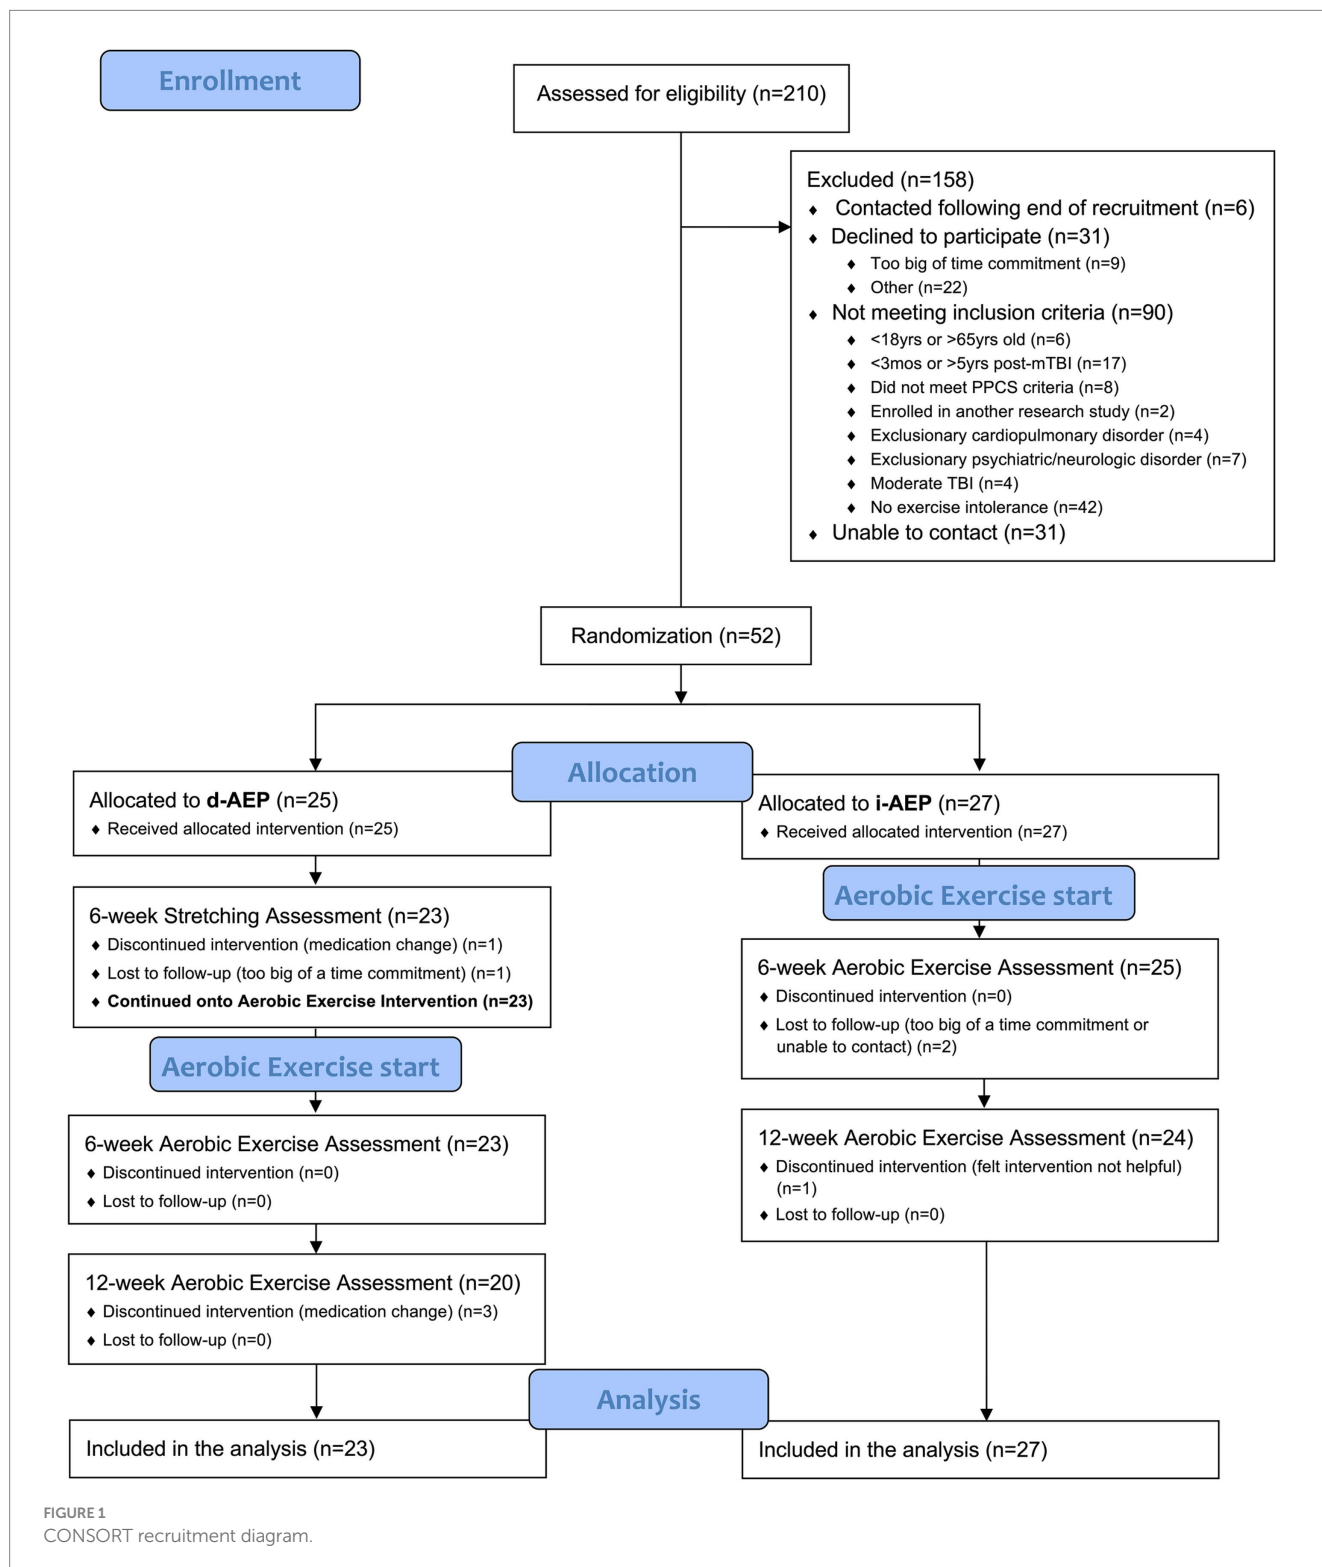 Enrollment
Assessed for eligibility (n=210)
Excluded (n=158)
♦ Contacted following end of recruitment (n=6)
♦ Declined to participate (n=31)
♦ Too big of time commitment (n=9)
♦ Other (n=22)
♦ Not meeting inclusion criteria (n=90)
♦ <18yrs or >65yrs old (n=6)
♦ <3mos or >5yrs post-mTBI (n=17)
♦ Did not meet PPCS criteria (n=8)
♦ Enrolled in another research study (n=2)
♦ Exclusionary cardiopulmonary disorder (n=4)
♦ Exclusionary psychiatric/neurologic disorder (n=7)
♦ Moderate TBI (n=4)
♦ No exercise intolerance (n=42)
♦ Unable to contact (n=31)
Randomization (n=52)
Allocation
Allocated to d-AEP (n=25)
♦ Received allocated intervention (n=25)
6-week Stretching Assessment (n=23)
♦ Discontinued intervention (medication change) (n=1)
♦ Lost to follow-up (too big of a time commitment) (n=1)
♦ Continued onto Aerobic Exercise Intervention (n=23)
Aerobic Exercise start
6-week Aerobic Exercise Assessment (n=23)
♦ Discontinued intervention (n=0)
♦ Lost to follow-up (n=0)
12-week Aerobic Exercise Assessment (n=20)
♦ Discontinued intervention (medication change) (n=3)
♦ Lost to follow-up (n=0)
Allocated to i-AEP (n=27)
♦ Received allocated intervention (n=27)
Aerobic Exercise start
6-week Aerobic Exercise Assessment (n=25)
♦ Discontinued intervention (n=0)
♦ Lost to follow-up (too big of a time commitment or
unable to contact) (n=2)
12-week Aerobic Exercise Assessment (n=24)
♦ Discontinued intervention (felt intervention not helpful)
(n=1)
♦ Lost to follow-up (n=0)
Analysis
Included in the analysis (n=23)
Included in the analysis (n=27)
FIGURE 1
CONSORT recruitment diagram.